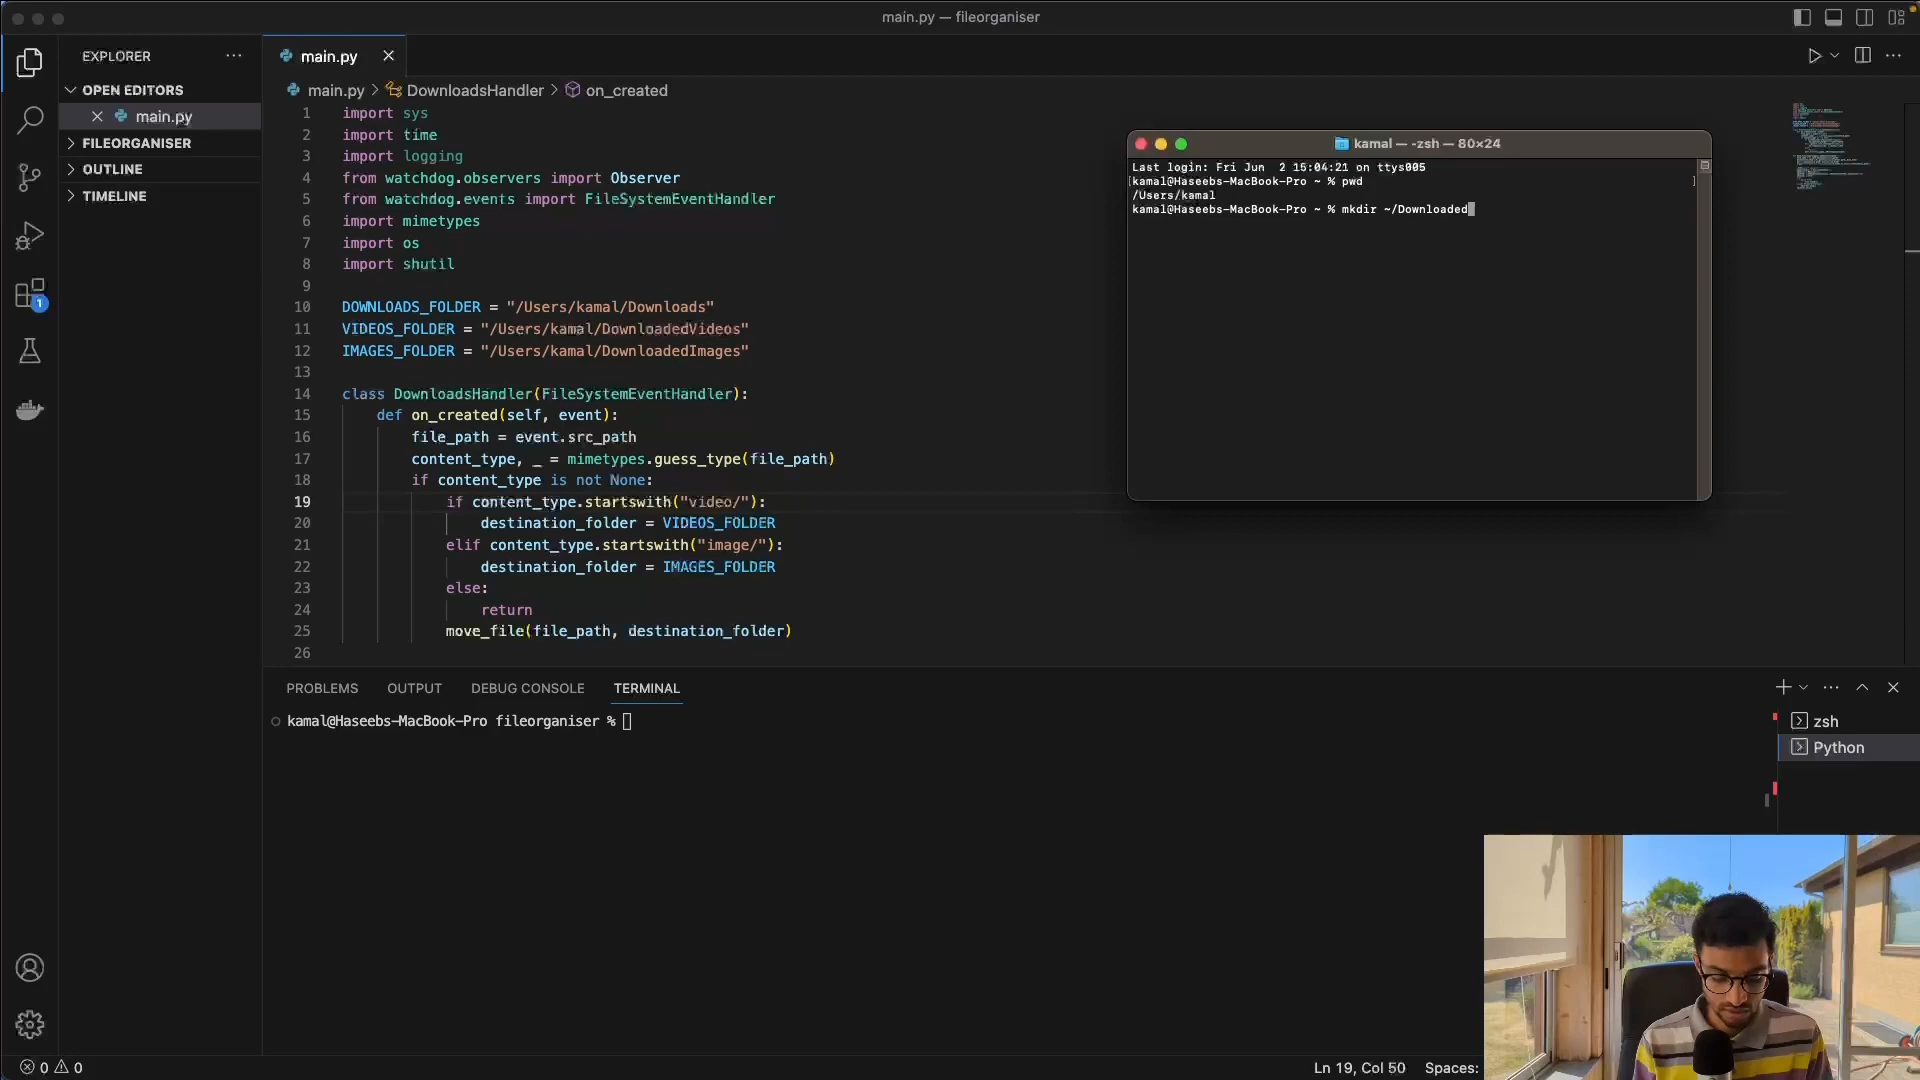 main.py — fileorganiser
EXPLORER
OPEN EDITORS
main.py
FILEORGANISER
OUTLINE
TIMELINE
1
main.py
main.py > DownloadsHandler > on_created
1 import sys
2 import time
3 import logging
4 from watchdog.observers import Observer
5 from watchdog.events import FileSystemEventHandler
6 import mimetypes
7 import os
8 import shutil
9
10 DOWNLOADS_FOLDER = "/Users/kamal/Downloads"
11 VIDEOS_FOLDER = "/Users/kamal/DownloadedVideos"
12 IMAGES_FOLDER = "/Users/kamal/DownloadedImages"
13
14 class DownloadsHandler(FileSystemEventHandler):
15 def on_created(self, event):
16 file_path = event.src_path
17 content_type, _ = mimetypes.guess_type(file_path)
18 if content_type is not None:
19 if content_type.startswith("video/"):
20 destination_folder = VIDEOS_FOLDER
21 elif content_type.startswith("image/"):
22 destination_folder = IMAGES_FOLDER
23 else:
24 return
25 move_file(file_path, destination_folder)
26
kamal — -zsh — 80×24
Last login: Fri Jun  2 15:04:21 on ttys005
[kamal@Haseebs-MacBook-Pro ~ % pwd ]
/Users/kamal
kamal@Haseebs-MacBook-Pro ~ % mkdir ~/Downloaded
PROBLEMS OUTPUT DEBUG CONSOLE TERMINAL
kamal@Haseebs-MacBook-Pro fileorganiser %
zsh
Python
0 0
Ln 19, Col 50 Spaces: